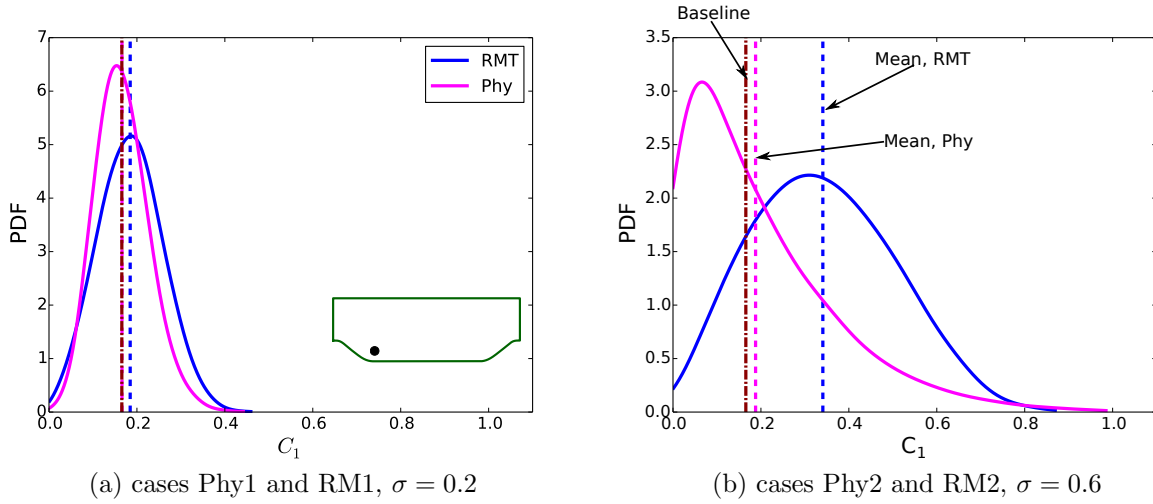 Baseline
7
6
5
4
3
2
1
0
PDF
0.0
0.2
0.4
0.6
0.8
1.0
C₁
RMT
Phy
(a) cases Phy1 and RM1, σ = 0.2
3.5
3.0
2.5
2.0
1.5
1.0
0.5
0.0
PDF
0.0
0.2
0.4
0.6
0.8
1.0
C₁
Mean, RMT
Mean, Phy
(b) cases Phy2 and RM2, σ = 0.6